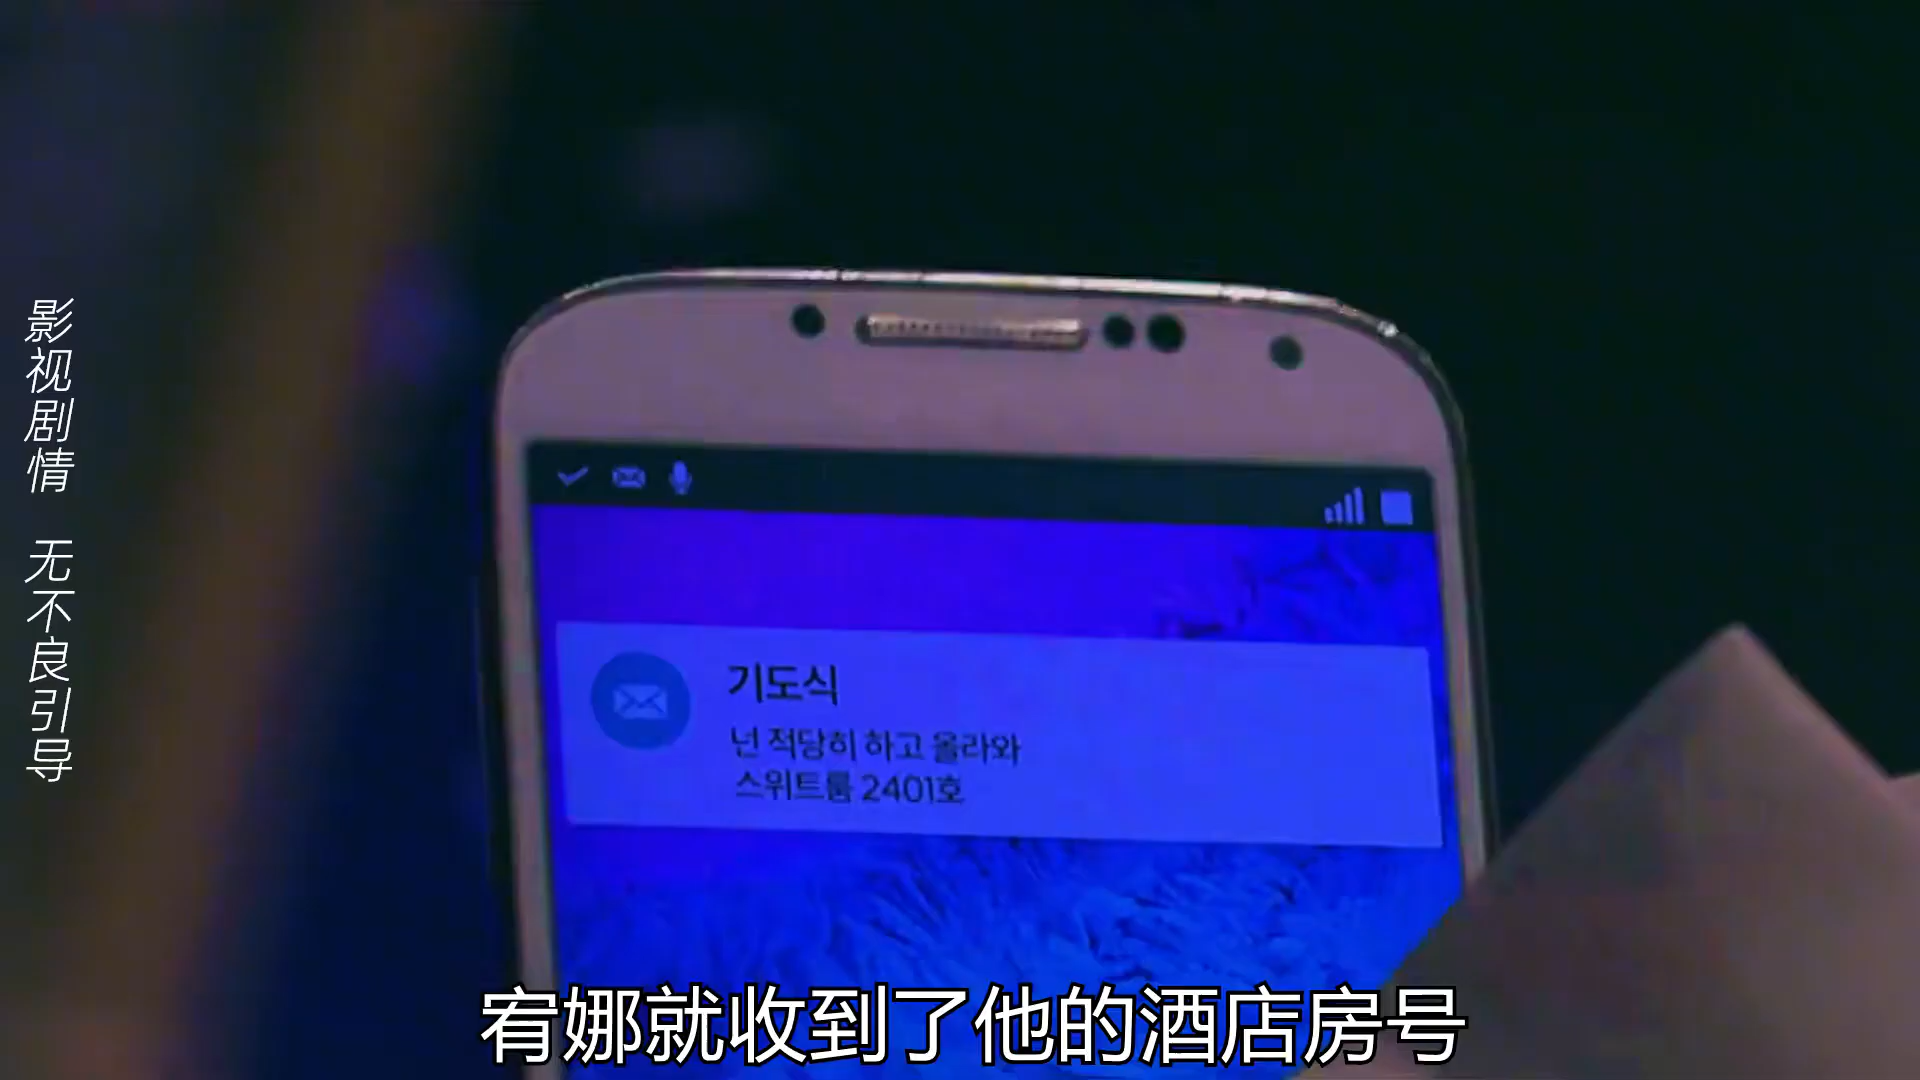 影视剧情 无不良引导
기도식
넌 적당히 하고 올라와
스위트룸 2401호
宥娜就收到了他的酒店房号